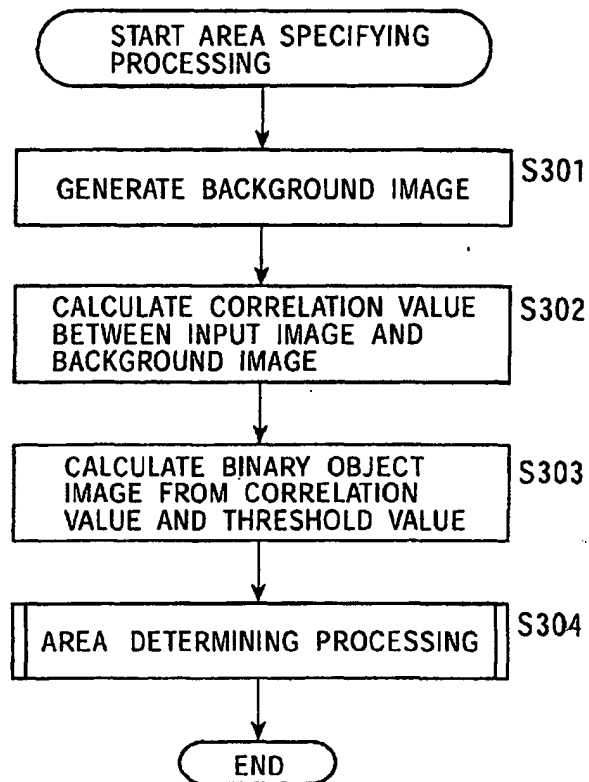 START AREA SPECIFYING
PROCESSING
GENERATE BACKGROUND IMAGE
S301
CALCULATE CORRELATION VALUE
BETWEEN INPUT IMAGE AND
BACKGROUND IMAGE
S302
CALCULATE BINARY OBJECT
IMAGE FROM CORRELATION
VALUE AND THRESHOLD VALUE
S303
AREA DETERMINING PROCESSING
S304
END